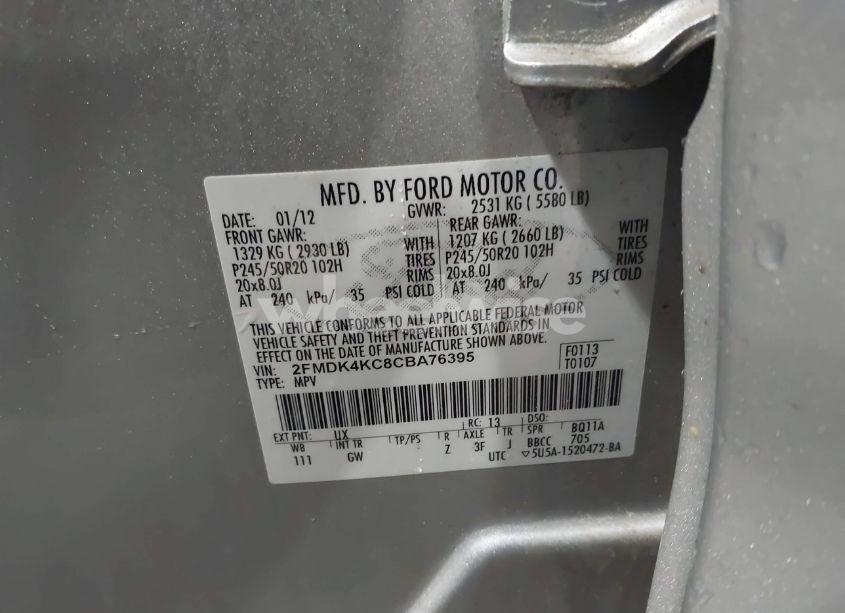 MFD. BY FORD MOTOR CO.
DATE: 01/12 GVWR: 2531 KG ( 5580 LB)
FRONT GAWR: REAR GAWR:
1329 KG ( 2930 LB) WITH 1207 KG ( 2660 LB) WITH
P245/50R20 102H TIRES P245/50R20 102H TIRES
20x8.0J RIMS 20x8.0J RIMS
AT 240 kPa/ 35 PSI COLD AT 240 kPa/ 35 PSI COLD
THIS VEHICLE CONFORMS TO ALL APPLICABLE FEDERAL MOTOR
VEHICLE SAFETY AND THEFT PREVENTION STANDARDS IN
EFFECT ON THE DATE OF MANUFACTURE SHOWN ABOVE.
VIN: 2FMDK4KC8CBA76395 F0113
TYPE: MPV T0107
EXT PNT: UX RC: 13 DSO:
WB INT TR TP/PS R AXLE TR SPR BQ11A
111 GW Z 3F J BBCC 705
UTC ▽5U5A-1520472-BA